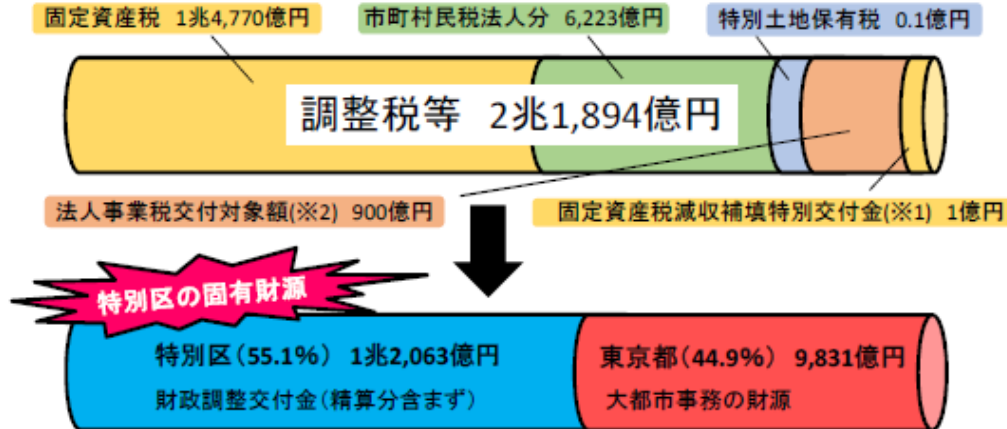 固定資産税 1兆4,770億円
市町村民税法人分 6,223億円
特別土地保有税 0.1億円
調整税等 2兆1,894億円
法人事業税交付対象額(※2) 900億円
固定資産税減収補填特別交付金(※1) 1億円
特別区の固有財源
特別区(55.1%) 1兆2,063億円
財政調整交付金(精算分含まず)
東京都(44.9%) 9,831億円
大都市事務の財源